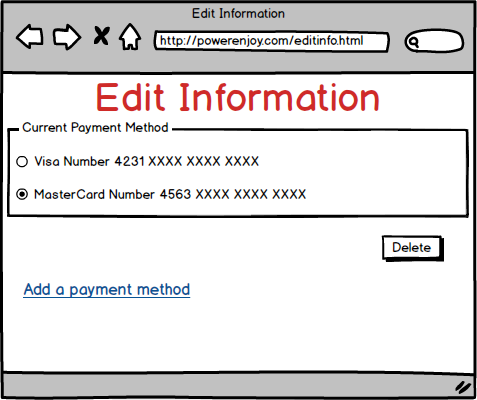 Edit Information
http://powerenjoy.com/editinfo.html
Edit Information
Current Payment Method
Visa Number 4231 XXXX XXXX XXXX
MasterCard Number 4563 XXXX XXXX XXXX
Delete
Add a payment method